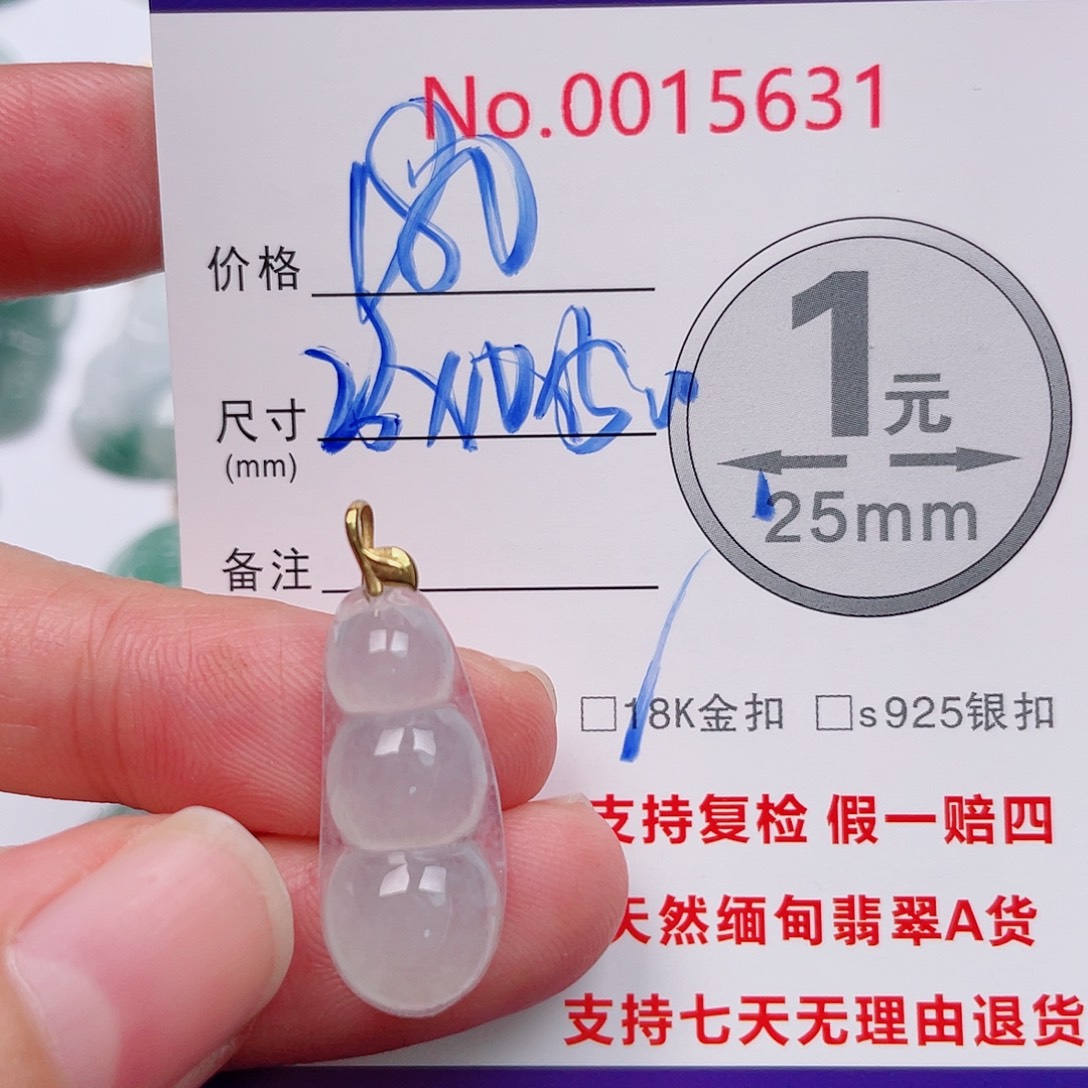 No.0015631
价格
尺寸
(mm)
备注
1元
25mm
□18K金扣 □s925银扣
支持复检 假一赔四
天然缅甸翡翠A货
支持七天无理由退货